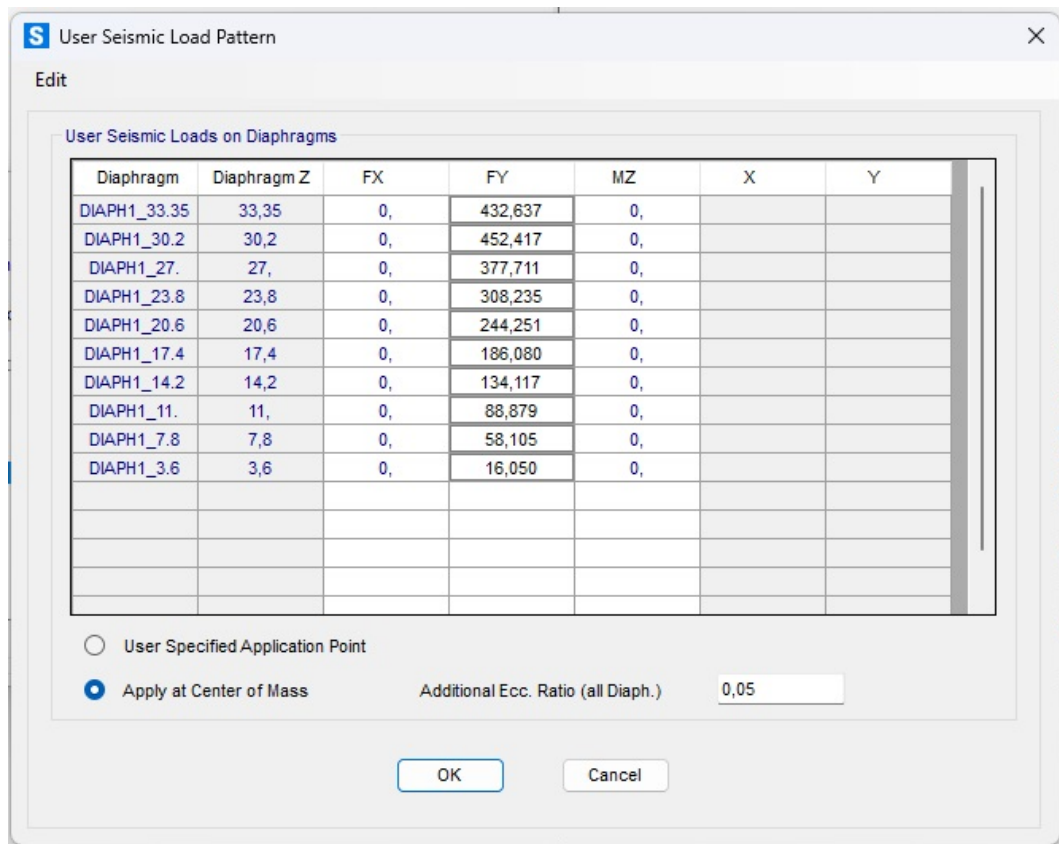 S User Seismic Load Pattern
Edit
User Seismic Loads on Diaphragms
Diaphragm Diaphragm Z FX FY MZ X Y
DIAPH1_33.35 33,35 0, 432,637 0,
DIAPH1_30.2 30,2 0, 452,417 0,
DIAPH1_27. 27, 0, 377,711 0,
DIAPH1_23.8 23,8 0, 308,235 0,
DIAPH1_20.6 20,6 0, 244,251 0,
DIAPH1_17.4 17,4 0, 186,080 0,
DIAPH1_14.2 14,2 0, 134,117 0,
DIAPH1_11. 11, 0, 88,879 0,
DIAPH1_7.8 7,8 0, 58,105 0,
DIAPH1_3.6 3,6 0, 16,050 0,
User Specified Application Point
Apply at Center of Mass Additional Ecc. Ratio (all Diaph.) 0,05
OK Cancel